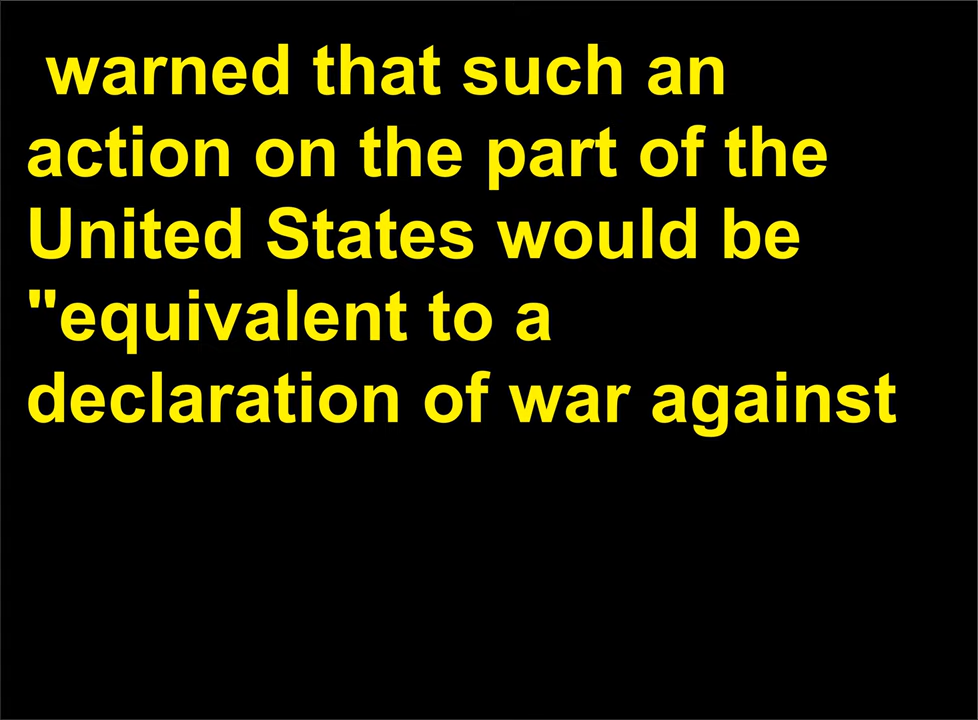 warned that such an
action on the part of the
United States would be
"equivalent to a
declaration of war against